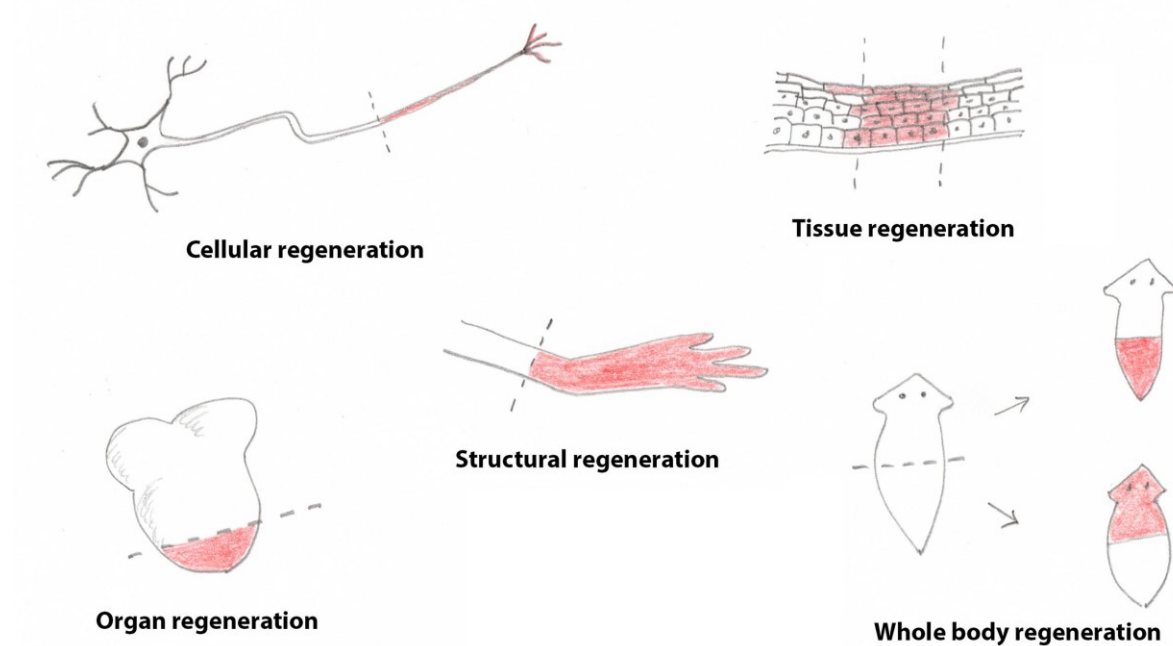 Cellular regeneration
Tissue regeneration
Structural regeneration
Organ regeneration
Whole body regeneration